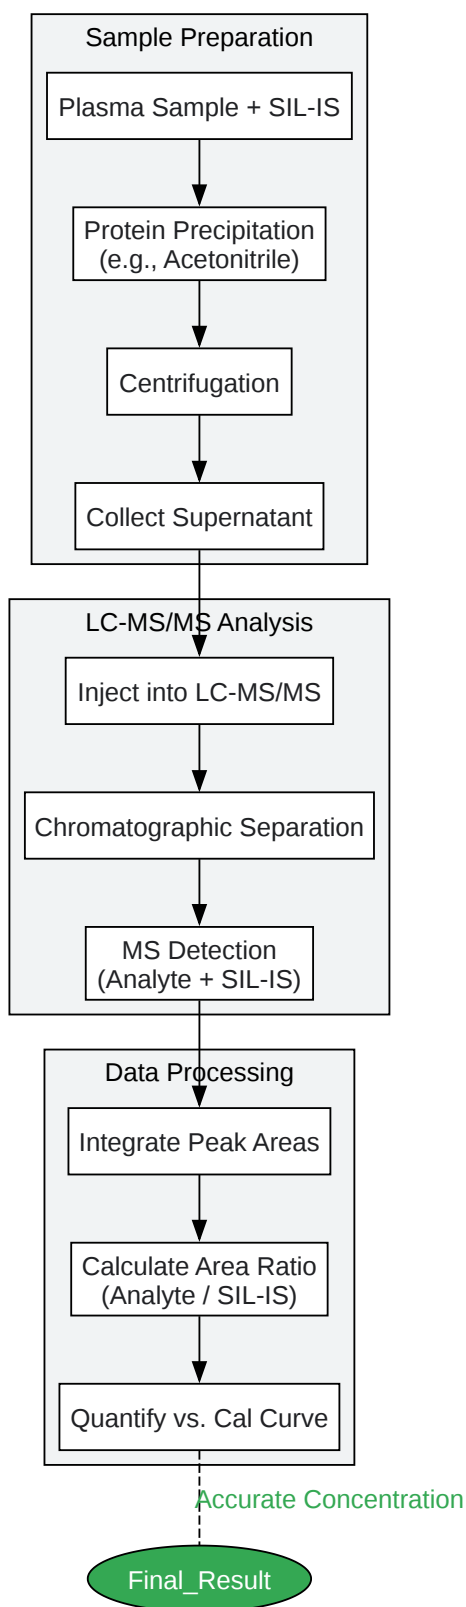 Sample Preparation
Plasma Sample + SIL-IS
Protein Precipitation
(e.g., Acetonitrile)
Centrifugation
Collect Supernatant
LC-MS/MS Analysis
Inject into LC-MS/MS
Chromatographic Separation
MS Detection
(Analyte + SIL-IS)
Data Processing
Integrate Peak Areas
Calculate Area Ratio
(Analyte / SIL-IS)
Quantify vs. Cal Curve
Accurate Concentration
Final_Result